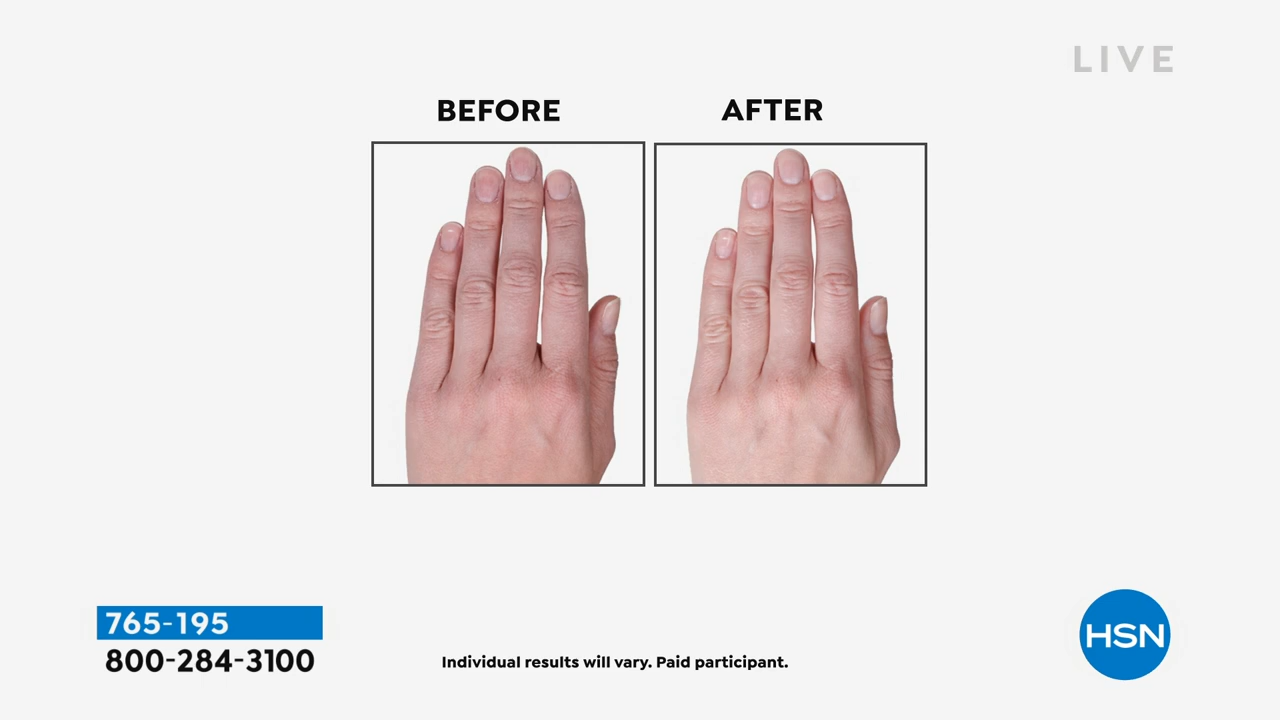 LIVE
BEFORE
AFTER
765-195
800-284-3100
Individual results will vary. Paid participant.
HSN